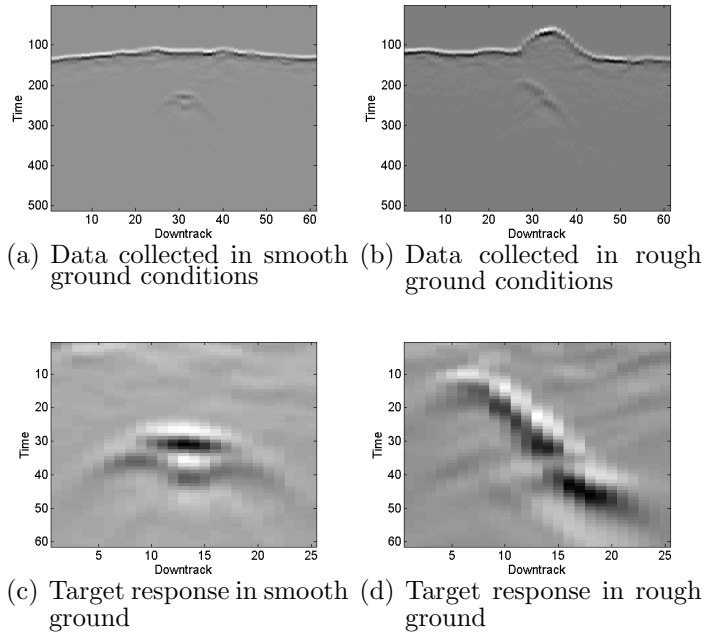 100
200
300
400
500
Time
10 20 30 40 50 60
Downtrack
(a) Data collected in smooth
ground conditions
100
200
300
400
500
Time
10 20 30 40 50 60
Downtrack
(b) Data collected in rough
ground conditions
10
20
30
40
50
60
Time
5 10 15 20 25
Downtrack
(c) Target response in smooth
ground
10
20
30
40
50
60
Time
5 10 15 20 25
Downtrack
(d) Target response in rough
ground